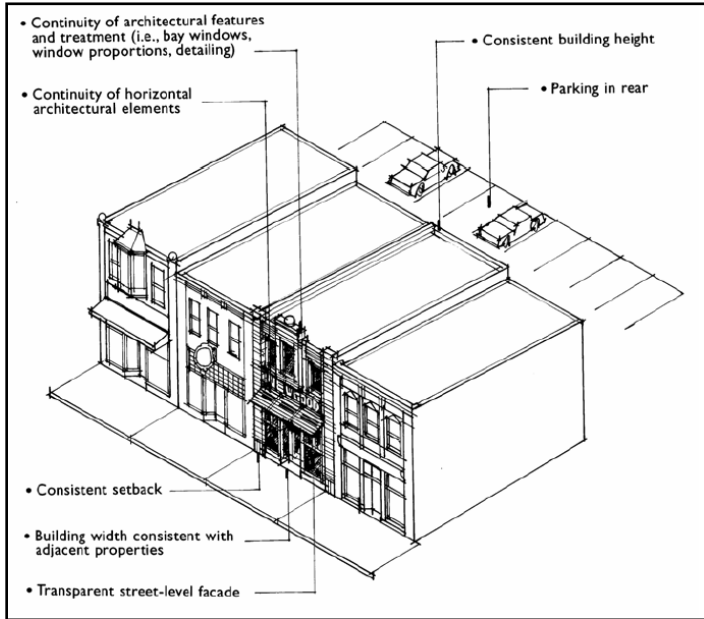 • Continuity of architectural features
and treatment (i.e., bay windows,
window proportions, detailing)
• Consistent building height
• Continuity of horizontal
architectural elements
• Parking in rear
• Consistent setback
• Building width consistent with
adjacent properties
• Transparent street-level facade